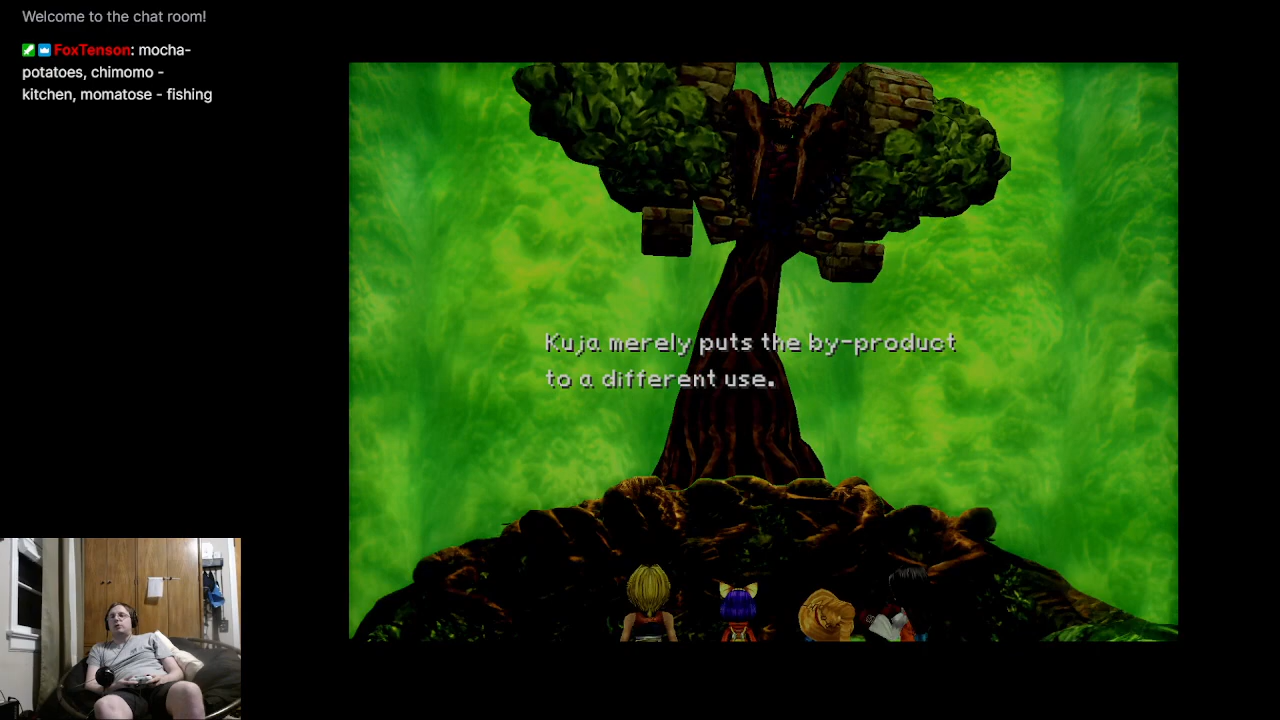 Welcome to the chat room!
FoxTenson: mocha-
potatoes, chimomo -
kitchen, momatose - fishing
Kuja merely puts the by-product
to a different use.